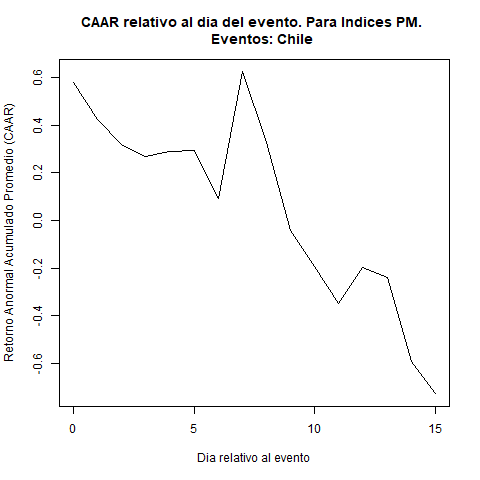 CAAR relativo al dia del evento. Para Indices PM.
Eventos: Chile
Retorno Anormal Acumulado Promedio (CAAR)
0.6
0.4
0.2
0.0
-0.2
-0.4
-0.6
0 5 10 15
Dia relativo al evento